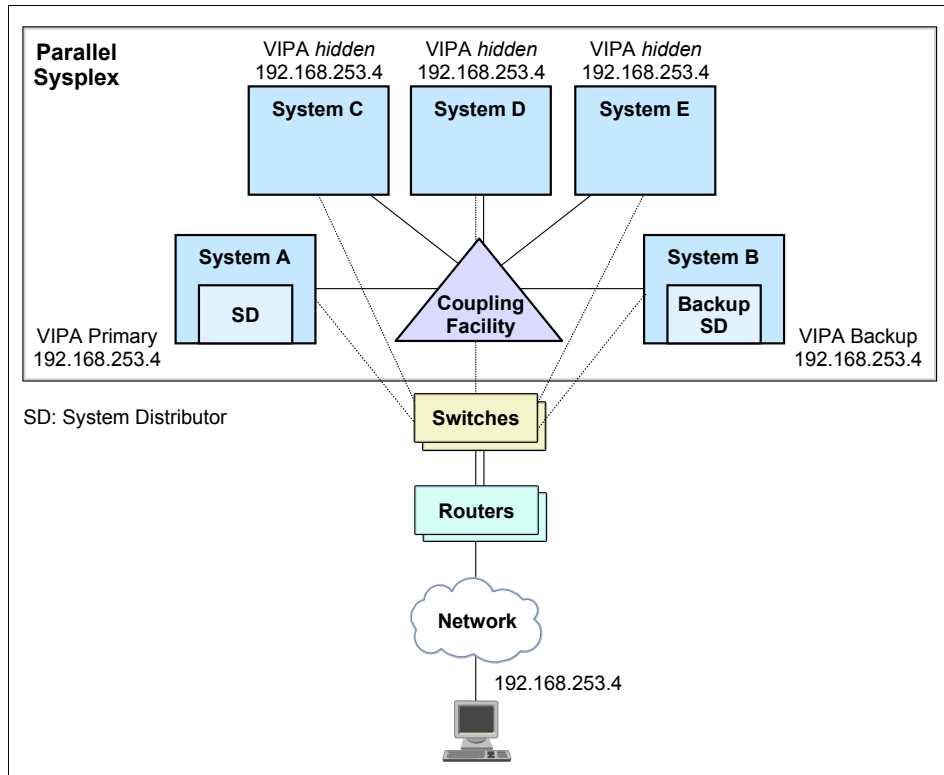 Parallel
Sysplex
VIPA hidden
192.168.253.4
VIPA hidden
192.168.253.4
VIPA hidden
192.168.253.4
System C
System D
System E
System A
SD
Coupling
Facility
System B
Backup
SD
VIPA Primary
192.168.253.4
VIPA Backup
192.168.253.4
SD: System Distributor
Switches
Routers
Network
192.168.253.4